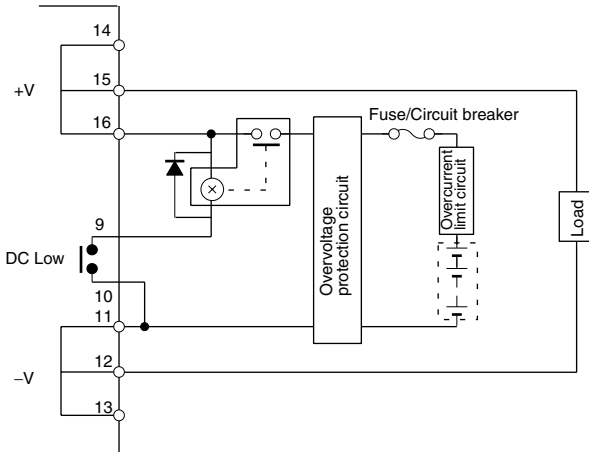 14
15
+V
16
Fuse/Circuit breaker
Overcurrent
limit circuit
Overvoltage
protection circuit
Load
9
DC Low
10
11
12
−V
13